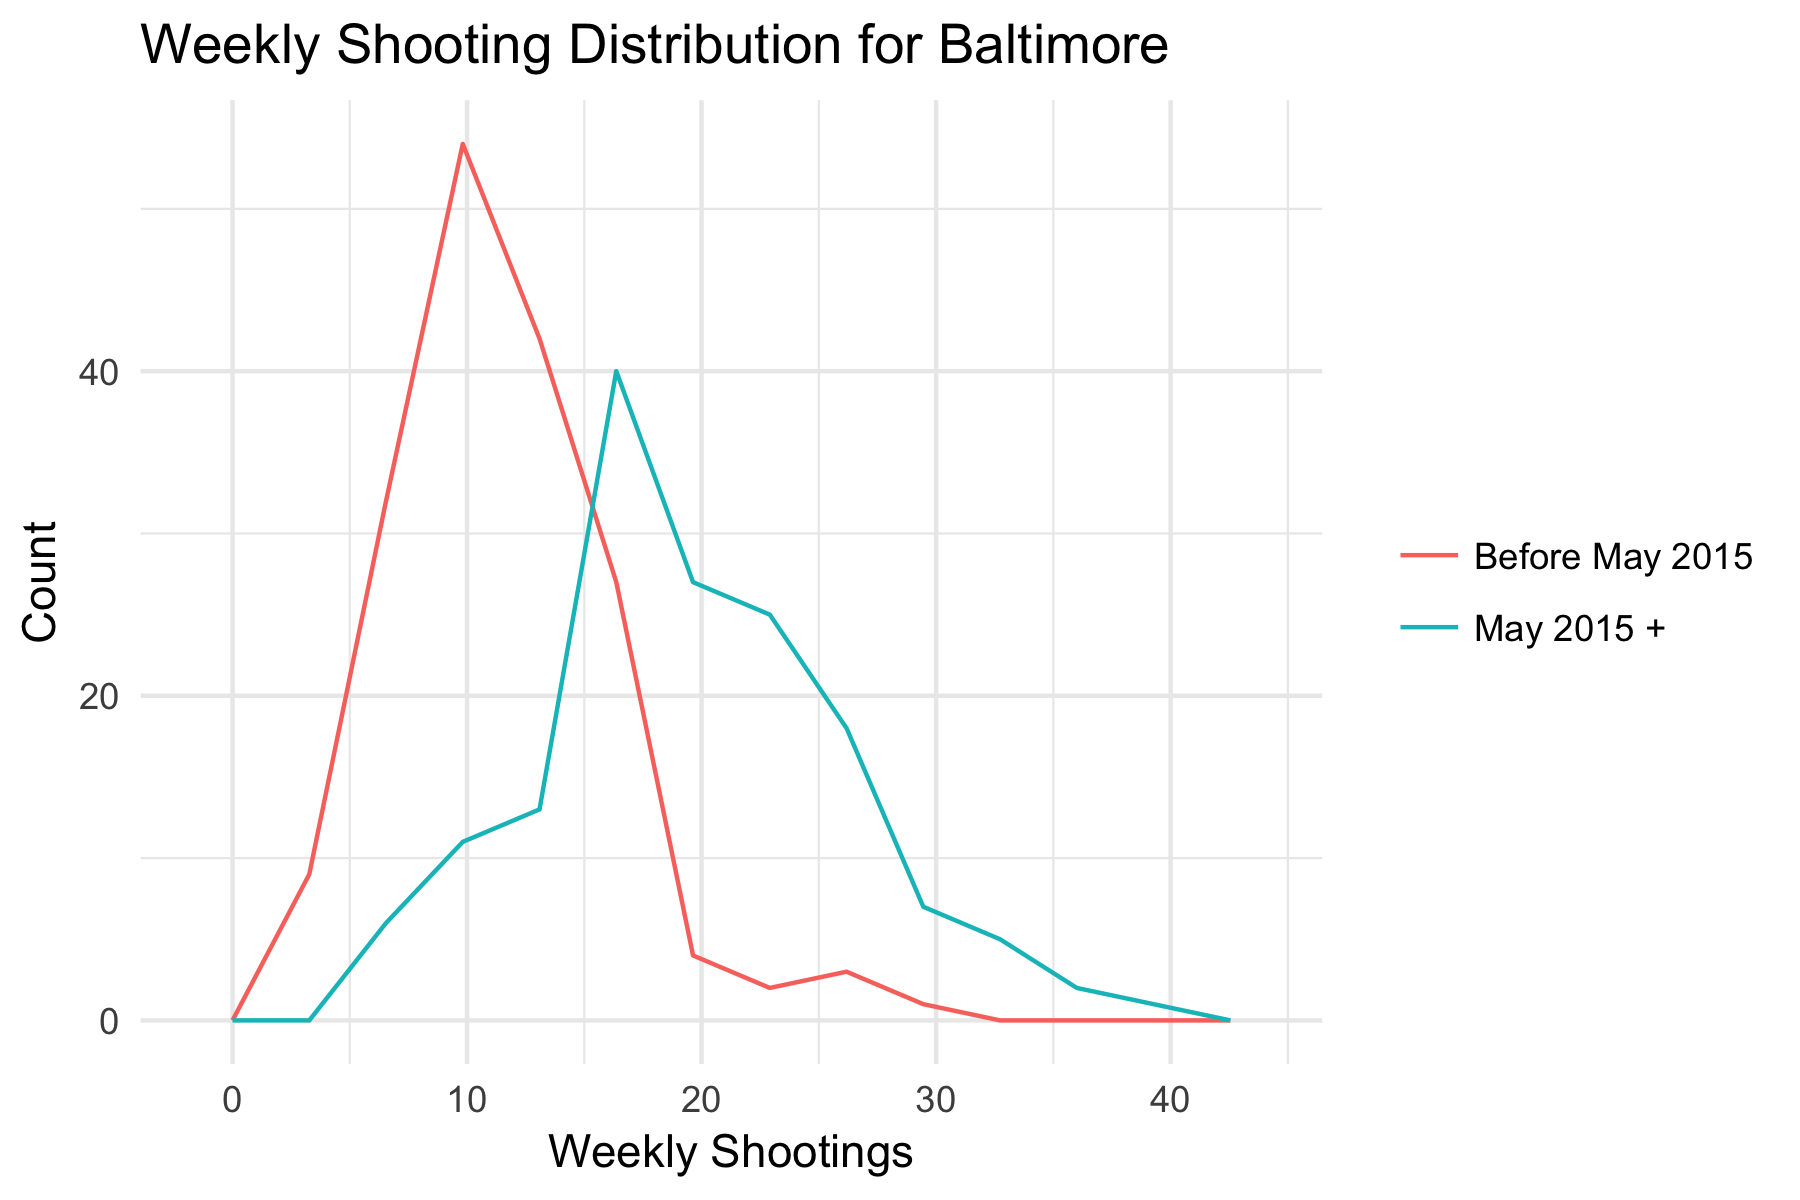 Weekly Shooting Distribution for Baltimore
40
20
0
Count
0 10 20 30 40
Weekly Shootings
Before May 2015
May 2015 +